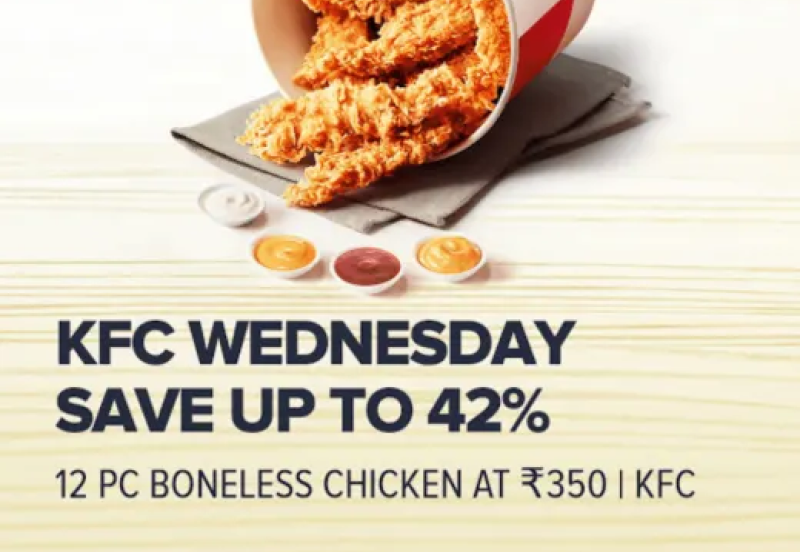 KFC WEDNESDAY
SAVE UP TO 42%
12 PC BONELESS CHICKEN AT ₹350 | KFC